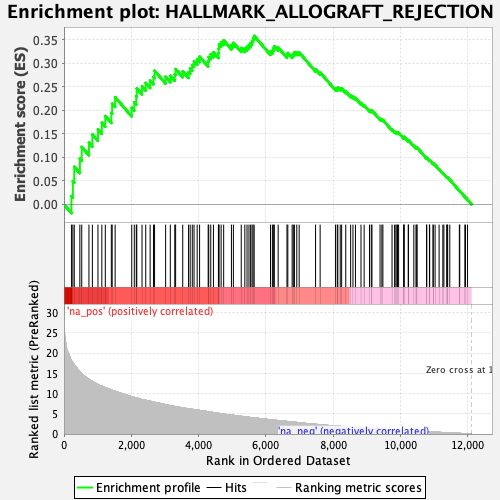 Enrichment plot: HALLMARK_ALLOGRAFT_REJECTION
Enrichment score (ES)
0.35
0.30
0.25
0.20
0.15
0.10
0.05
0.00
'na_pos' (positively correlated)
Ranked list metric (PreRanked)
30
25
20
15
10
5
0
Zero cross at 1
'na_neg' (negatively correlated)
0
2,000
4,000
6,000
8,000
10,000
12,000
Rank in Ordered Dataset
Enrichment profile
Hits
Ranking metric scores